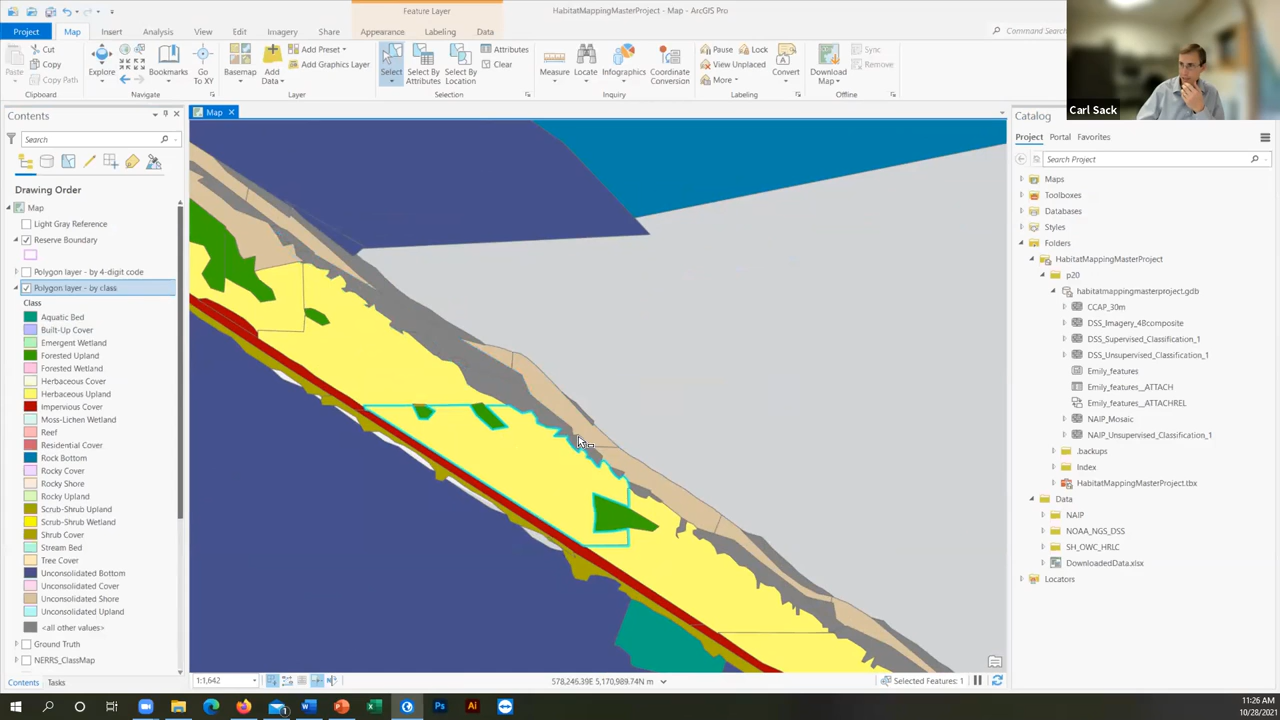 Feature Layer
HabitatMappingMasterProject - Map - ArcGIS Pro
Project Map Insert Analysis View Edit Imagery Share Appearance Labeling Data
Command Search
Paste
Cut
Copy
Copy Path
Clipboard
Explore
Bookmarks
Go To XY
Navigate
Basemap
Add Data
Add Preset
Add Graphics Layer
Layer
Select
Select By Attributes
Select By Location
Attributes
Clear
Selection
Measure
Locate
Infographics
Coordinate Conversion
Inquiry
Pause
Lock
View Unplaced
More
Convert
Labeling
Download Map
Sync
Remove
Offline
Carl Sack
Contents
Search
Drawing Order
Map
Light Gray Reference
Reserve Boundary
Polygon layer - by 4-digit code
Polygon layer - by class
Class
Aquatic Bed
Built-Up Cover
Emergent Wetland
Forested Upland
Forested Wetland
Herbaceous Cover
Herbaceous Upland
Impervious Cover
Moss-Lichen Wetland
Reef
Residential Cover
Rock Bottom
Rocky Cover
Rocky Shore
Rocky Upland
Scrub-Shrub Upland
Scrub-Shrub Wetland
Shrub Cover
Stream Bed
Tree Cover
Unconsolidated Bottom
Unconsolidated Cover
Unconsolidated Shore
Unconsolidated Upland
<all other values>
Ground Truth
NERRS_ClassMap
Contents Tasks
Map
1:1,642
578,246.39E 5,170,989.74N m
Selected Features: 1
Catalog
Project Portal Favorites
Search Project
Maps
Toolboxes
Databases
Styles
Folders
HabitatMappingMasterProject
p20
habitatmappingmasterproject.gdb
CCAP_30m
DSS_Imagery_4Bcomposite
DSS_Supervised_Classification_1
DSS_Unsupervised_Classification_1
Emily_features
Emily_features__ATTACH
Emily_features__ATTACHREL
NAIP_Mosaic
NAIP_Unsupervised_Classification_1
.backups
Index
HabitatMappingMasterProject.tbx
Data
NAIP
NOAA_NGS_DSS
SH_OWC_HRLC
DownloadedData.xlsx
Locators
11:26 AM
10/28/2021